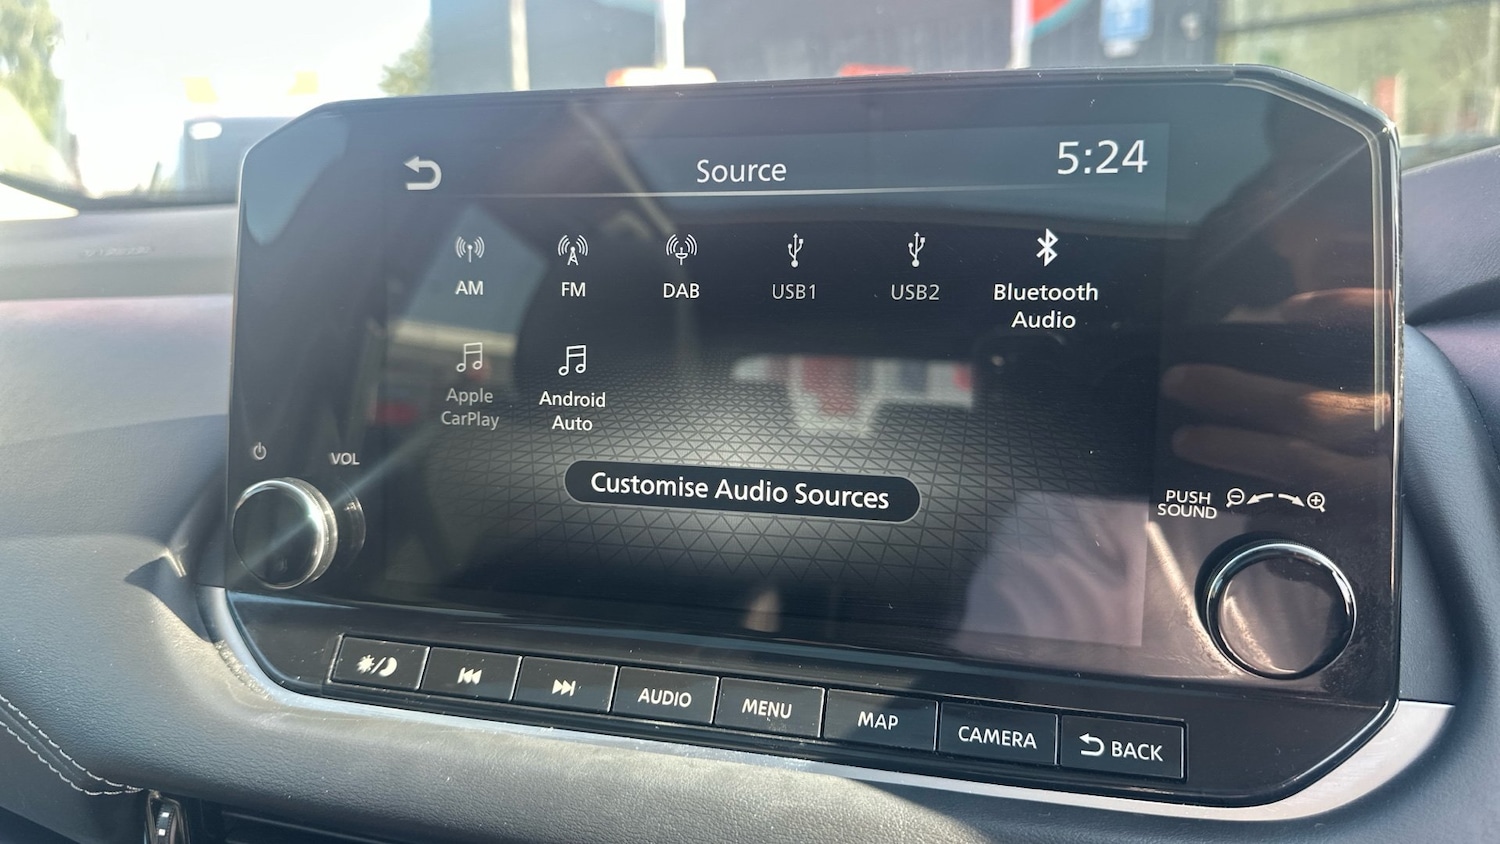 Source
5:24
AM
FM
DAB
USB1
USB2
Bluetooth
Audio
Apple
CarPlay
Android
Auto
Customise Audio Sources
VOL
PUSH
SOUND
AUDIO
MENU
MAP
CAMERA
BACK